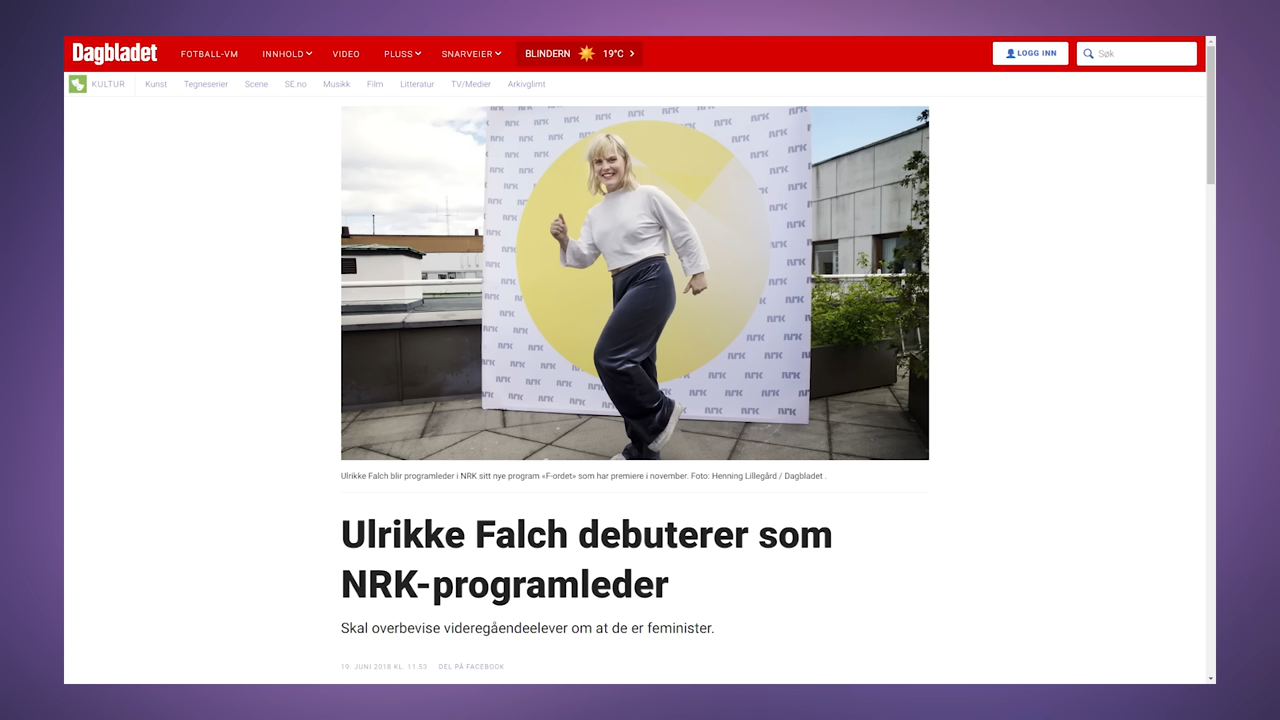 Dagbladet FOTBALL-VM INNHOLD VIDEO PLUSS SNARVEIER BLINDERN 19°C LOGG INN Søk
KULTUR Kunst Tegneserier Scene SE.no Musikk Film Litteratur TV/Medier Arkivglimt
nrk
Ulrikke Falch blir programleder i NRK sitt nye program «F-ordet» som har premiere i november. Foto: Henning Lillegård / Dagbladet .
Ulrikke Falch debuterer som
NRK-programleder
Skal overbevise videregåendeelever om at de er feminister.
19. JUNI 2018 KL. 11.53 DEL PÅ FACEBOOK